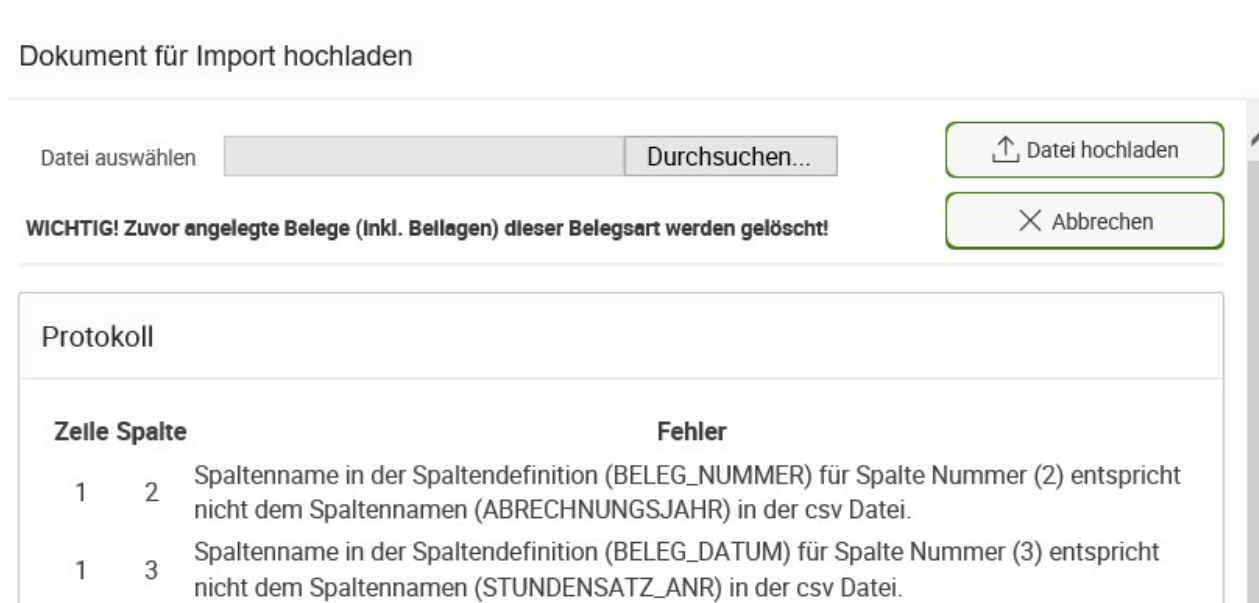 Dokument für Import hochladen
Datei auswählen
Durchsuchen...
Datei hochladen
WICHTIG! Zuvor angelegte Belege (inkl. Beilagen) dieser Belegsart werden gelöscht!
Abbrechen
Protokoll
Zeile Spalte Fehler
1 2 Spaltenname in der Spaltendefinition (BELEG_NUMMER) für Spalte Nummer (2) entspricht
nicht dem Spaltennamen (ABRECHNUNGSJAHR) in der csv Datei.
1 3 Spaltenname in der Spaltendefinition (BELEG_DATUM) für Spalte Nummer (3) entspricht
nicht dem Spaltennamen (STUNDENSATZ_ANR) in der csv Datei.